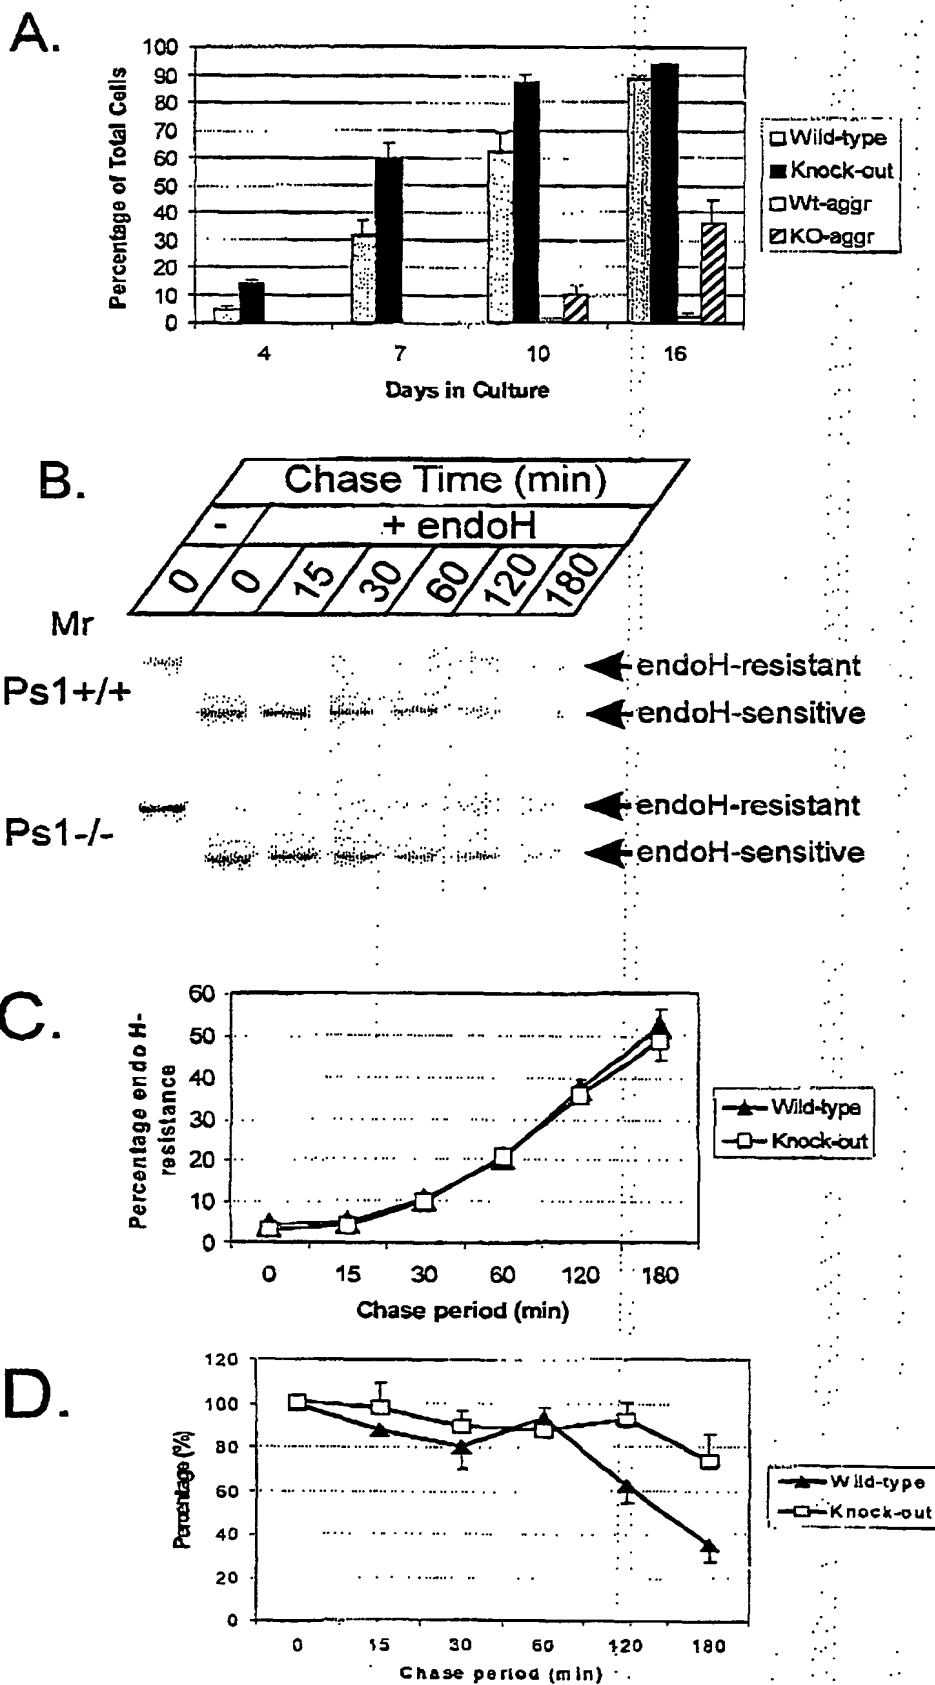 A.
Percentage of Total Cells
100
90
80
70
60
50
40
30
20
10
0
4 7 10 16
Days in Culture
Wild-type
Knock-out
Wt-aggr
KO-aggr
B.
Chase Time (min)
- + endoH
0 0 15 30 60 120 180
Mr
Ps1+/+
endoH-resistant
endoH-sensitive
Ps1-/-
endoH-resistant
endoH-sensitive
C.
Percentage endo H-
resistance
60
50
40
30
20
10
0
0 15 30 60 120 180
Chase period (min)
Wild-type
Knock-out
D.
Percentage (%)
120
100
80
60
40
20
0
0 15 30 60 120 180
Chase period (min)
Wild-type
Knock-out